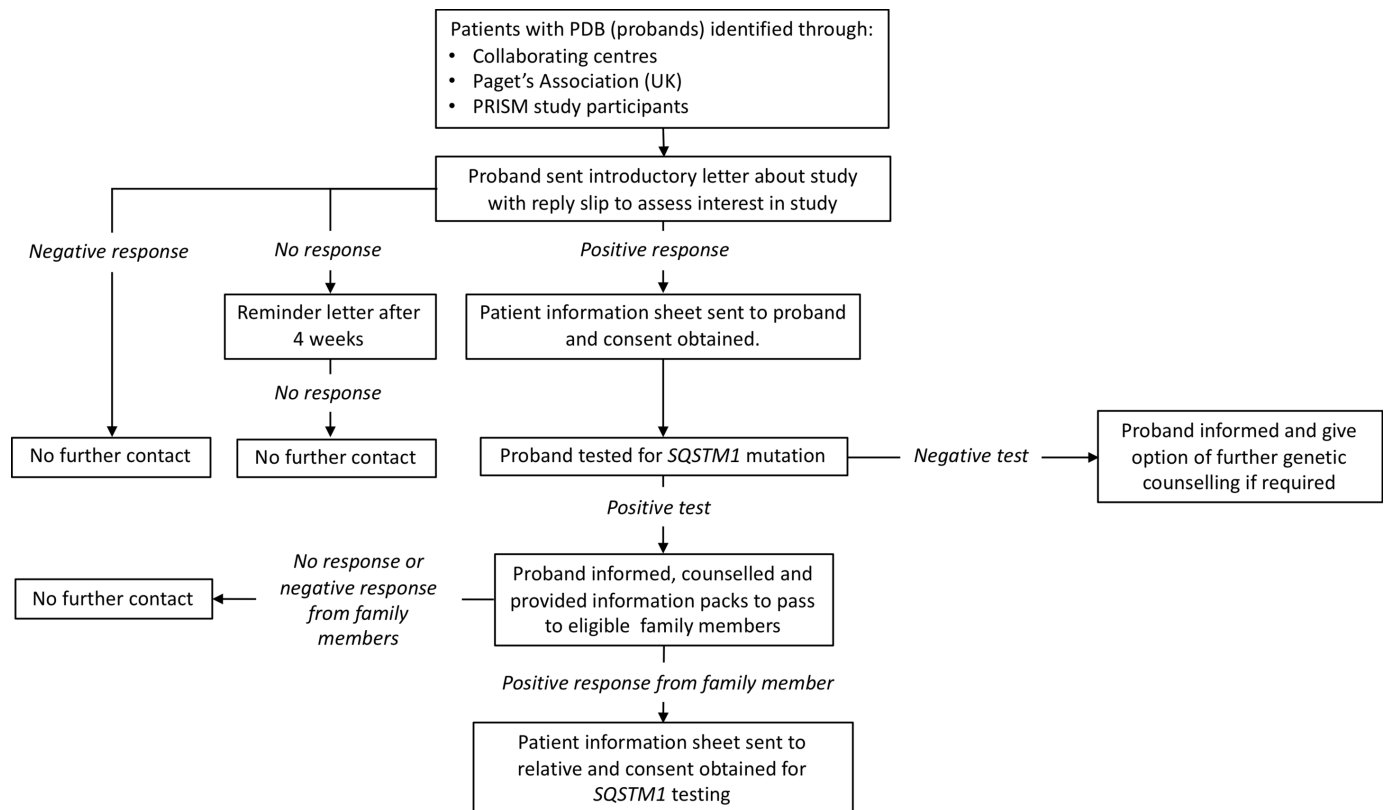 Patients with PDB (probands) identified through:
• Collaborating centres
• Paget's Association (UK)
• PRISM study participants
Proband sent introductory letter about study
with reply slip to assess interest in study
Negative response
No response
Positive response
Reminder letter after
4 weeks
Patient information sheet sent to proband
and consent obtained.
No response
No further contact
No further contact
Proband tested for SQSTM1 mutation
Negative test
Proband informed and give
option of further genetic
counselling if required
Positive test
No further contact
No response or
negative response
from family
members
Proband informed, counselled and
provided information packs to pass
to eligible family members
Positive response from family member
Patient information sheet sent to
relative and consent obtained for
SQSTM1 testing